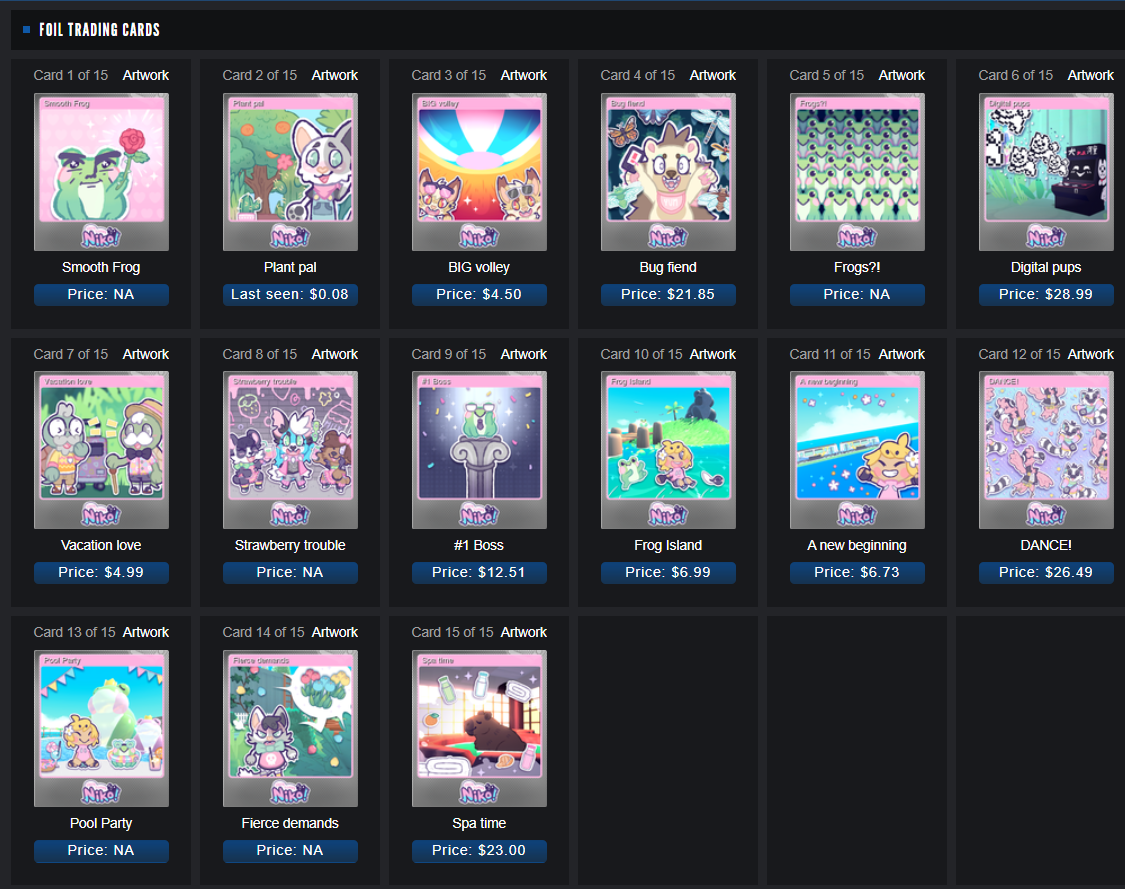 FOIL TRADING CARDS
Card 1 of 15 Artwork
Smooth Frog
Niko!
Smooth Frog
Price: NA
Card 2 of 15 Artwork
Plant pal
Niko!
Plant pal
Last seen: $0.08
Card 3 of 15 Artwork
BIG volley
Niko!
BIG volley
Price: $4.50
Card 4 of 15 Artwork
Bug fiend
Niko!
Bug fiend
Price: $21.85
Card 5 of 15 Artwork
Frogs?!
Niko!
Frogs?!
Price: NA
Card 6 of 15 Artwork
Digital pups
Niko!
Digital pups
Price: $28.99
Card 7 of 15 Artwork
Vacation love
Niko!
Vacation love
Price: $4.99
Card 8 of 15 Artwork
Strawberry trouble
Niko!
Strawberry trouble
Price: NA
Card 9 of 15 Artwork
#1 Boss
Niko!
#1 Boss
Price: $12.51
Card 10 of 15 Artwork
Frog Island
Niko!
Frog Island
Price: $6.99
Card 11 of 15 Artwork
A new beginning
Niko!
A new beginning
Price: $6.73
Card 12 of 15 Artwork
DANCE!
Niko!
DANCE!
Price: $26.49
Card 13 of 15 Artwork
Pool Party
Niko!
Pool Party
Price: NA
Card 14 of 15 Artwork
Fierce demands
Niko!
Fierce demands
Price: NA
Card 15 of 15 Artwork
Spa time
Niko!
Spa time
Price: $23.00